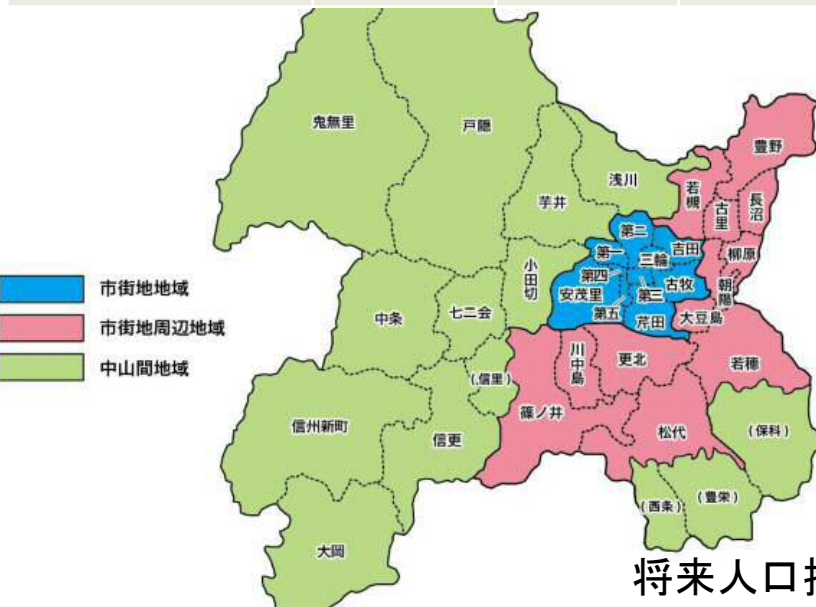 鬼無里
戸隠
豊野
浅川
芋井
若槻
古里
長沼
第二
第一
三輪
吉田
柳原
小田切
第四
古牧
朝陽
安茂里
第三
第五
芹田
大豆島
市街地地域
市街地周辺地域
中山間地域
中条
七二会
川中島
更北
若穂
(信里)
篠ノ井
信州新町
信更
松代
(保科)
(西条)
(豊栄)
大岡
将来人口